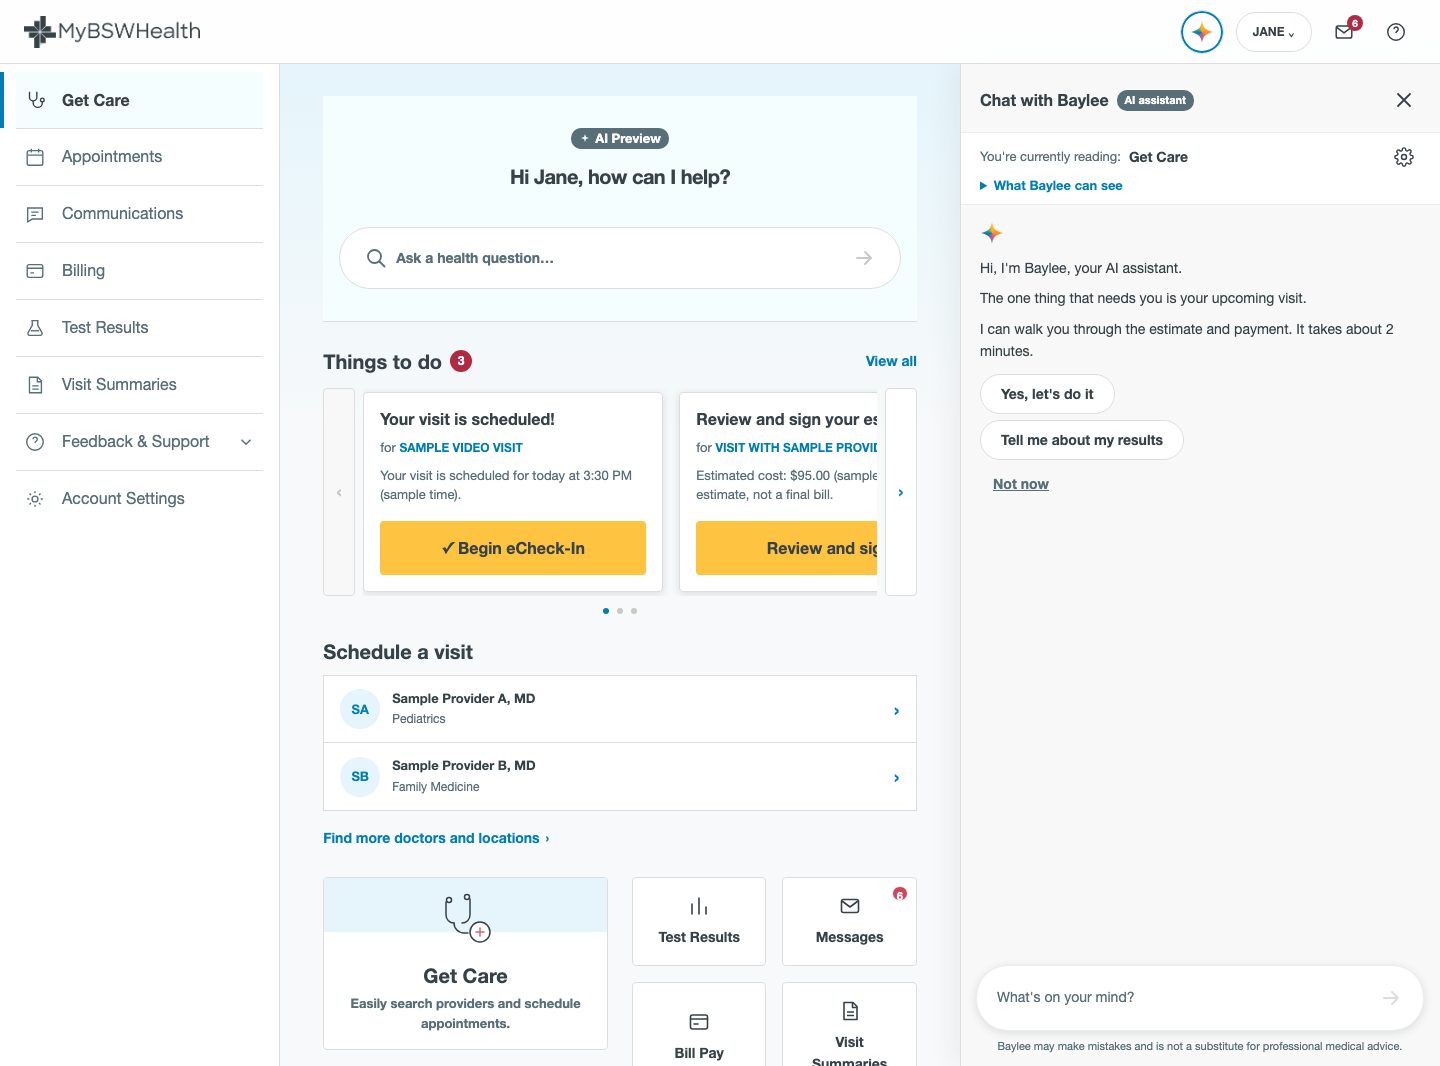 MyBSWHealth
JANE
6
Get Care
Appointments
Communications
Billing
Test Results
Visit Summaries
Feedback & Support
Account Settings
AI Preview
Hi Jane, how can I help?
Ask a health question...
Things to do 3
View all
Your visit is scheduled!
for SAMPLE VIDEO VISIT
Your visit is scheduled for today at 3:30 PM
(sample time).
✓ Begin eCheck-In
Review and sign your es
for VISIT WITH SAMPLE PROVID
Estimated cost: $95.00 (sample
estimate, not a final bill.
Review and sig
Schedule a visit
SA
Sample Provider A, MD
Pediatrics
SB
Sample Provider B, MD
Family Medicine
Find more doctors and locations ›
Get Care
Easily search providers and schedule
appointments.
Test Results
6
Messages
Bill Pay
Visit
Summaries
Chat with Baylee AI assistant
You're currently reading: Get Care
What Baylee can see
Hi, I'm Baylee, your AI assistant.
The one thing that needs you is your upcoming visit.
I can walk you through the estimate and payment. It takes about 2
minutes.
Yes, let's do it
Tell me about my results
Not now
What's on your mind?
Baylee may make mistakes and is not a substitute for professional medical advice.